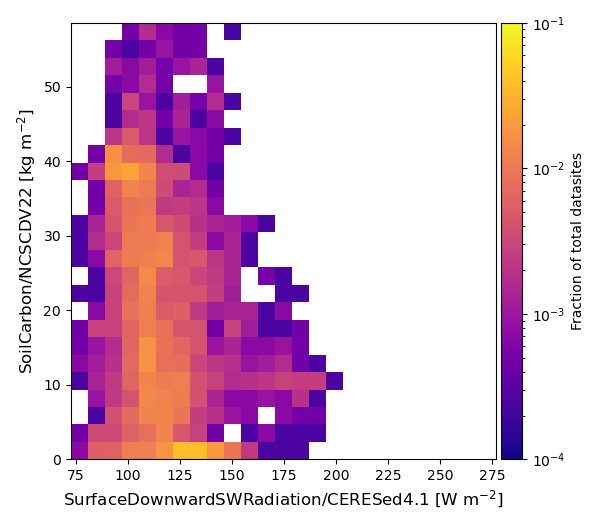 SoilCarbon/NCSCDV22 [kg m⁻²]
50
40
30
20
10
0
75 100 125 150 175 200 225 250 275
SurfaceDownwardSWRadiation/CERESed4.1 [W m⁻²]
10⁻¹
10⁻²
10⁻³
10⁻⁴
Fraction of total datasites